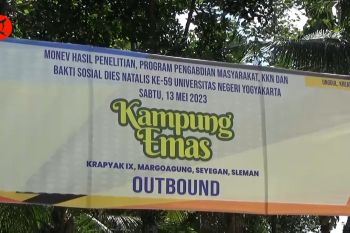 MONEV HASIL PENELITIAN, PROGRAM PENGABDIAN MASYARAKAT, KKN DAN
BAKTI SOSIAL DIES NATALIS KE-59 UNIVERSITAS NEGERI YOGYAKARTA
SABTU, 13 MEI 2023
Kampung
Emas
KRAPYAK IX, MARGOAGUNG, SEYEGAN, SLEMAN
OUTBOUND